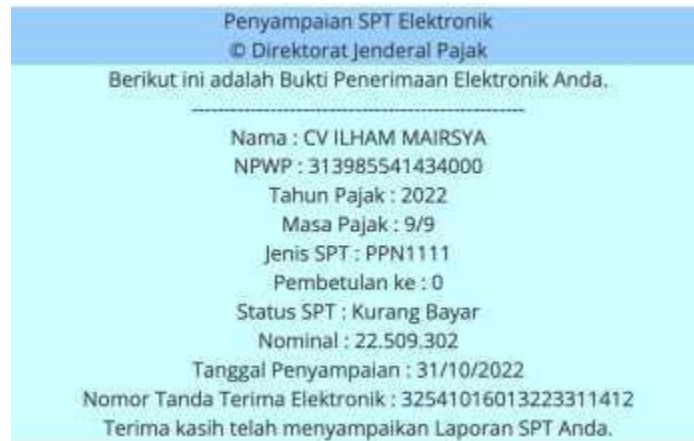 Penyampaian SPT Elektronik
© Direktorat Jenderal Pajak
Berikut ini adalah Bukti Penerimaan Elektronik Anda.
--------------------------------------------------
Nama : CV ILHAM MAIRSYA
NPWP : 313985541434000
Tahun Pajak : 2022
Masa Pajak : 9/9
Jenis SPT : PPN1111
Pembetulan ke : 0
Status SPT : Kurang Bayar
Nominal : 22.509.302
Tanggal Penyampaian : 31/10/2022
Nomor Tanda Terima Elektronik : 32541016013223311412
Terima kasih telah menyampaikan Laporan SPT Anda.